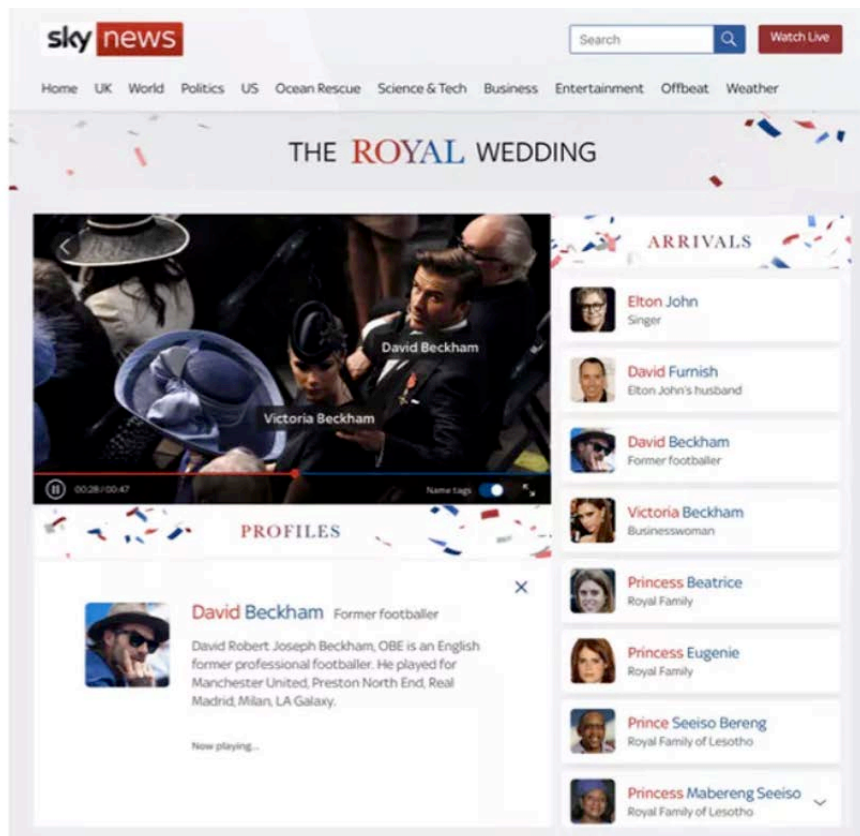 sky news
Search
Watch Live
Home UK World Politics US Ocean Rescue Science & Tech Business Entertainment Offbeat Weather
THE ROYAL WEDDING
David Beckham
Victoria Beckham
00:28 / 00:47
Name tags
PROFILES
David Beckham Former footballer
David Robert Joseph Beckham, OBE is an English
former professional footballer. He played for
Manchester United, Preston North End, Real
Madrid, Milan, LA Galaxy.
Now playing...
ARRIVALS
Elton John
Singer
David Furnish
Elton John's husband
David Beckham
Former footballer
Victoria Beckham
Businesswoman
Princess Beatrice
Royal Family
Princess Eugenie
Royal Family
Prince Seeiso Bereng
Royal Family of Lesotho
Princess Mabereng Seeiso
Royal Family of Lesotho